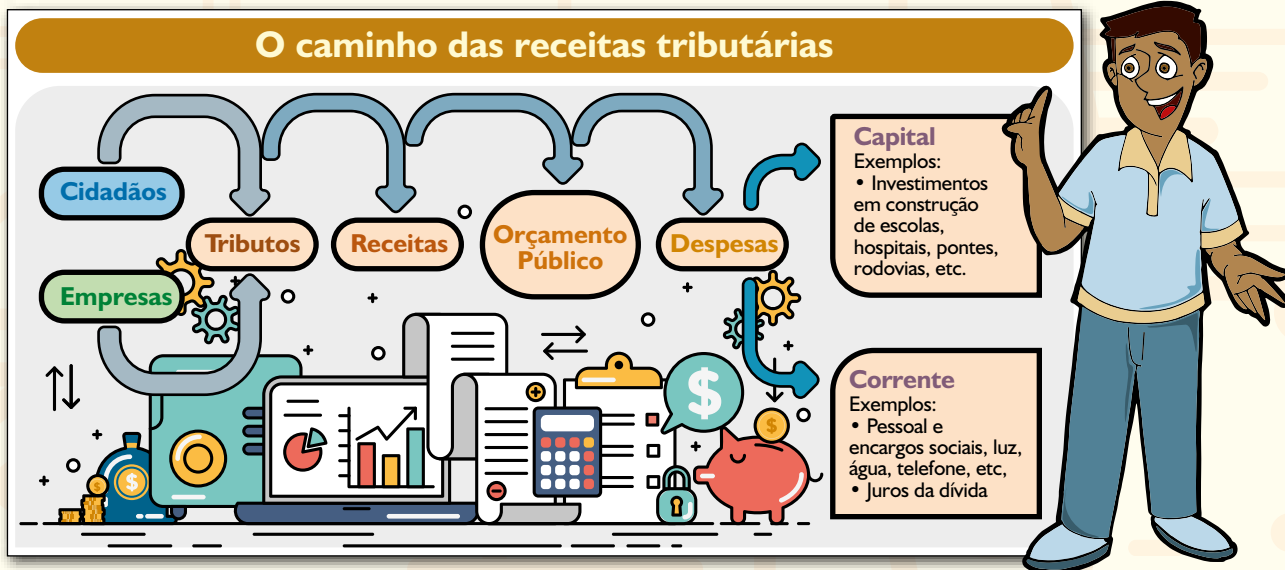 O caminho das receitas tributárias
Cidadãos
Empresas
Tributos
Receitas
Orçamento
Público
Despesas
Capital
Exemplos:
• Investimentos
em construção
de escolas,
hospitais, pontes,
rodovias, etc.
Corrente
Exemplos:
• Pessoal e
encargos sociais, luz,
água, telefone, etc,
• Juros da dívida
$
$
$
$